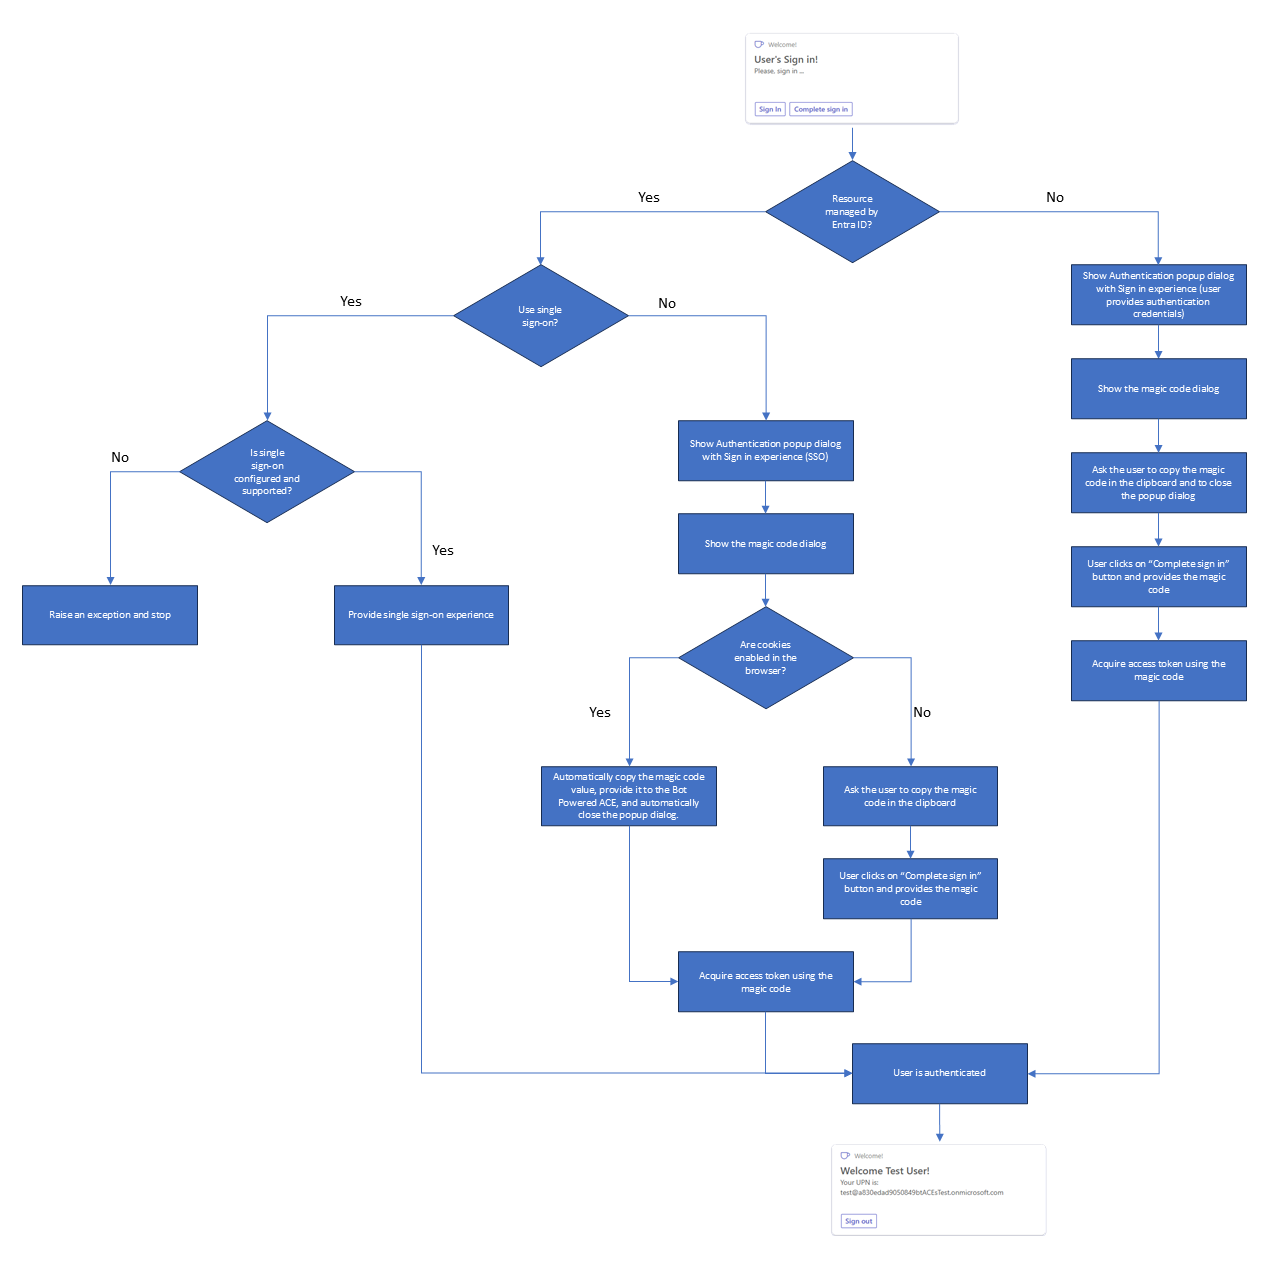 Welcome!
User's Sign in!
Please, sign in ...
Sign In
Complete sign in
Resource
managed by
Entra ID?
Yes
No
Use single
sign-on?
Yes
No
Show Authentication popup dialog
with Sign in experience (user
provides authentication
credentials)
Show the magic code dialog
Ask the user to copy the magic
code in the clipboard and to close
the popup dialog
User clicks on “Complete sign in”
button and provides the magic
code
Acquire access token using the
magic code
Is single
sign-on
configured and
supported?
No
Yes
Raise an exception and stop
Provide single sign-on experience
Show Authentication popup dialog
with Sign in experience (SSO)
Show the magic code dialog
Are cookies
enabled in the
browser?
Yes
No
Automatically copy the magic code
value, provide it to the Bot
Powered ACE, and automatically
close the popup dialog.
Ask the user to copy the magic
code in the clipboard
User clicks on “Complete sign in”
button and provides the magic
code
Acquire access token using the
magic code
User is authenticated
Welcome!
Welcome Test User!
Your UPN is:
test@a830edad9050849btACEsTest.onmicrosoft.com
Sign out